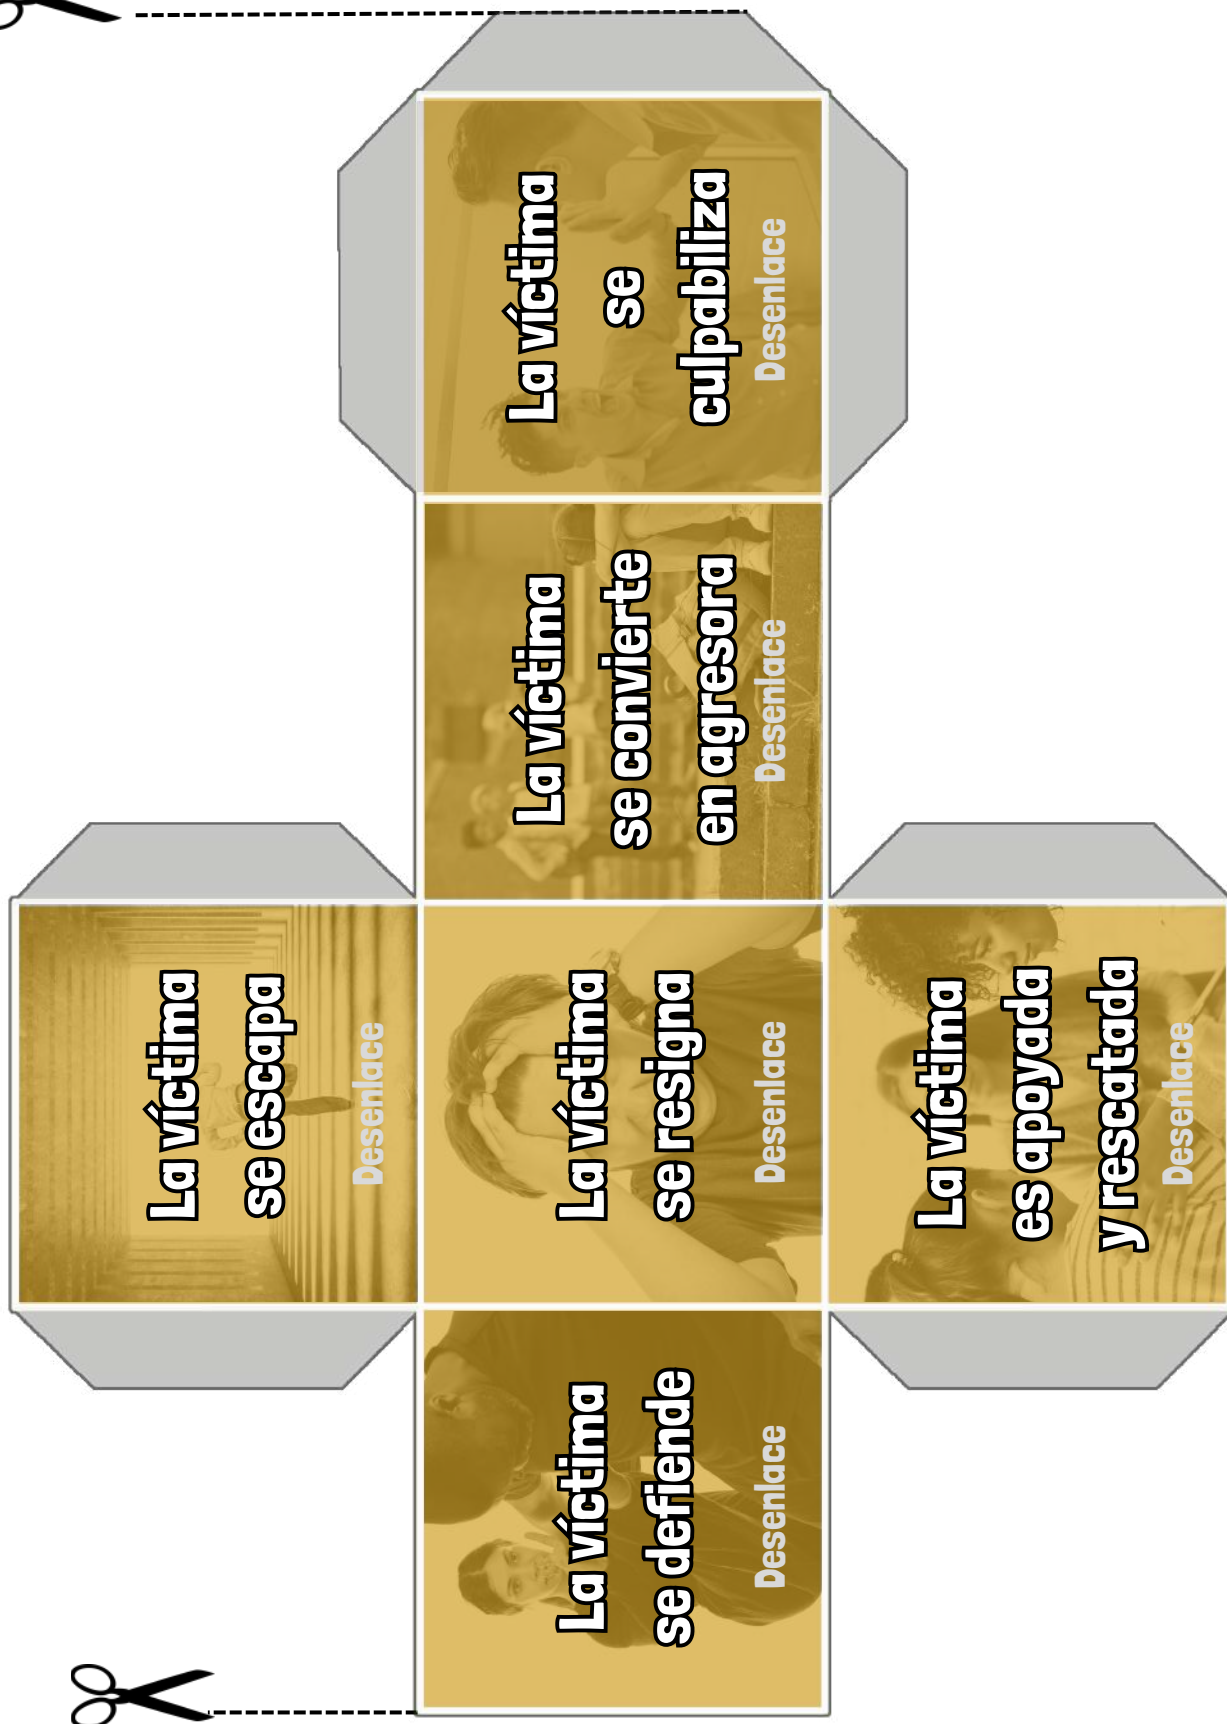 La víctima
se
culpabiliza
Desenlace
La víctima
se convierte
en agresora
Desenlace
La víctima
se escapa
Desenlace
La víctima
se resigna
Desenlace
La víctima
es apoyada
y rescatada
Desenlace
La víctima
se defiende
Desenlace